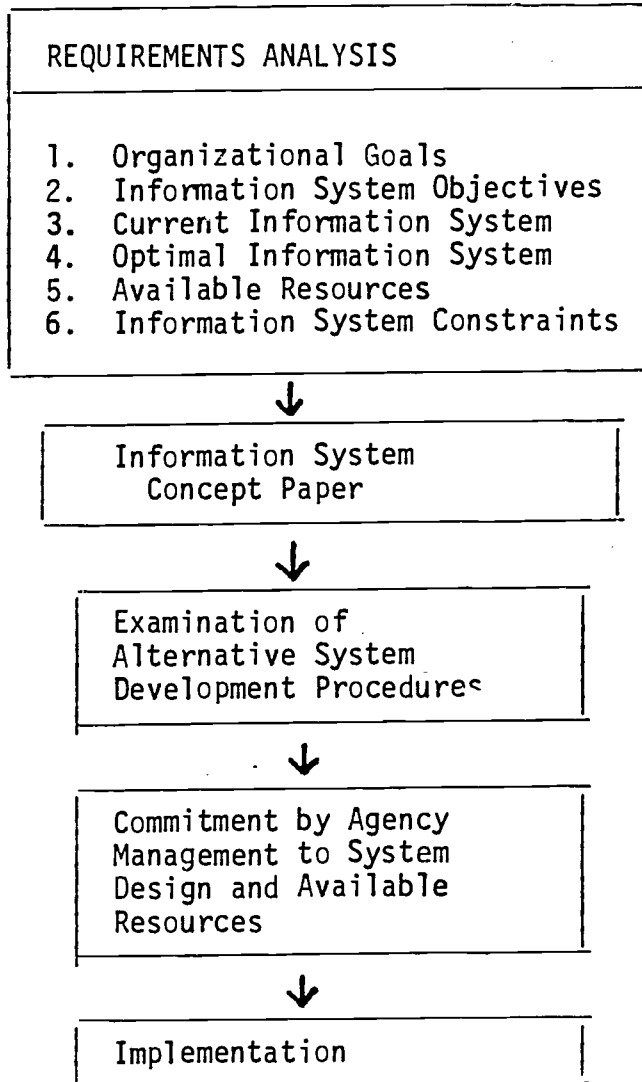 REQUIREMENTS ANALYSIS
1. Organizational Goals
2. Information System Objectives
3. Current Information System
4. Optimal Information System
5. Available Resources
6. Information System Constraints
Information System
Concept Paper
Examination of
Alternative System
Development Procedures
Commitment by Agency
Management to System
Design and Available
Resources
Implementation